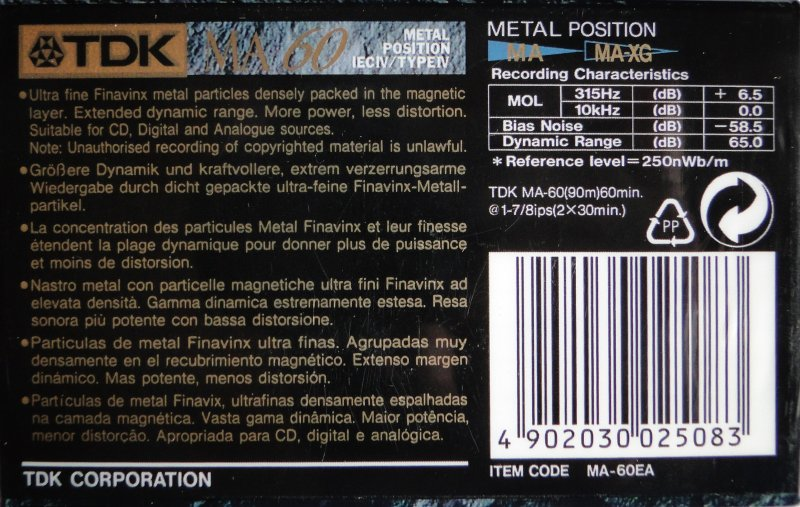 TDK MA 60 METAL
POSITION
IECIV/TYPEIV
•Ultra fine Finavinx metal particles densely packed in the magnetic
layer. Extended dynamic range. More power, less distortion.
Suitable for CD, Digital and Analogue sources.
Note: Unauthorised recording of copyrighted material is unlawful.
•Größere Dynamik und kraftvollere, extrem verzerrungsarme
Wiedergabe durch dicht gepackte ultra-feine Finavinx-Metall-
partikel.
•La concentration des particules Metal Finavinx et leur finesse
étendent la plage dynamique pour donner plus de puissance
et moins de distorsion.
•Nastro metal con particelle magnetiche ultra fini Finavinx ad
elevata densitá. Gamma dinamica estremamente estesa. Resa
sonora più potente con bassa distorsione.
•Particulas de metal Finavinx ultra finas. Agrupadas muy
densamente en el recubrimiento magnético. Extenso margen
dinámico. Mas potente, menos distorsión.
•Partículas de metal Finavix, ultrafinas densamente espalhadas
na camada magnética. Vasta gama dinâmica. Maior potência,
menor distorção. Apropriada para CD, digital e analógica.
TDK CORPORATION
METAL POSITION
MA MA-XG
Recording Characteristics
MOL 315Hz (dB) + 6.5
10kHz (dB) 0.0
Bias Noise (dB) −58.5
Dynamic Range (dB) 65.0
* Reference level=250nWb/m
TDK MA-60(90m)60min.
@1-7/8ips(2×30min.)
PP
4 902030 025083
ITEM CODE MA-60EA